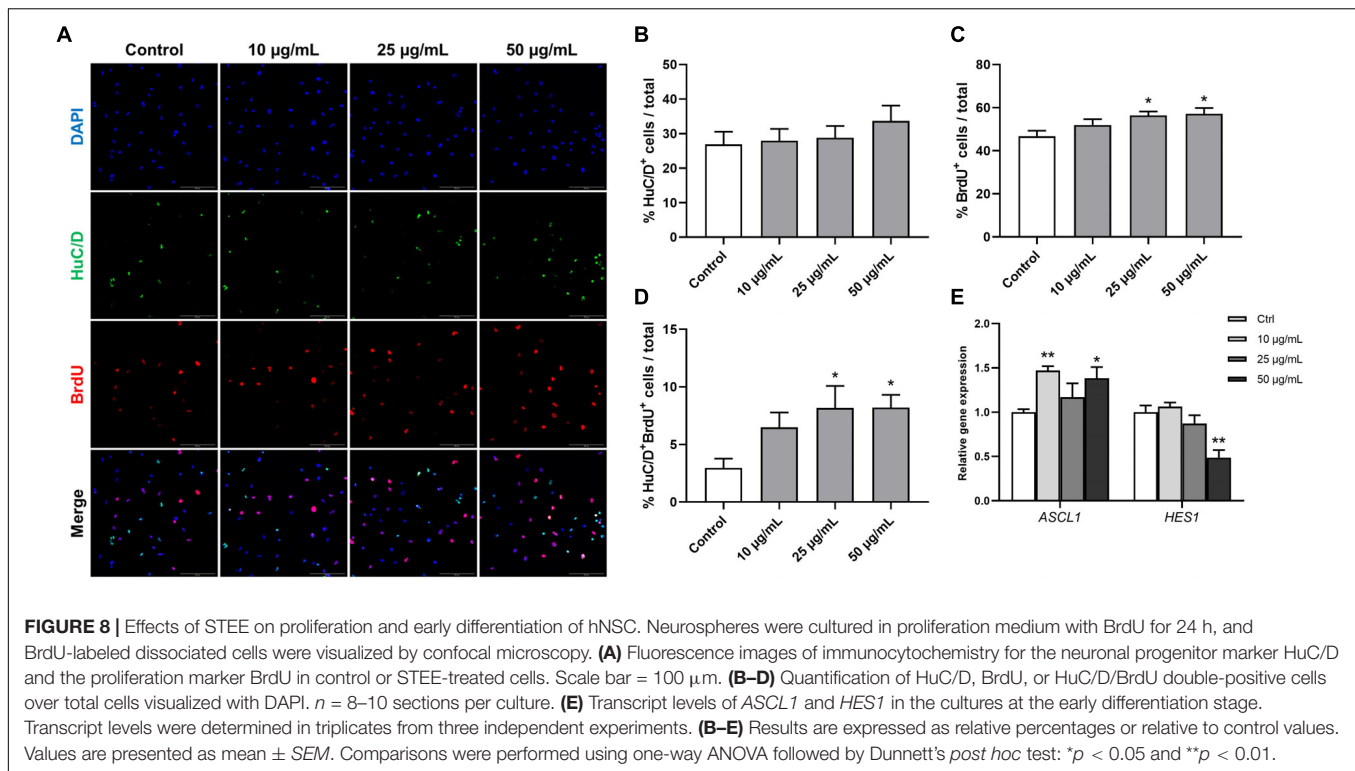 A
Control 10 µg/mL 25 µg/mL 50 µg/mL
DAPI
HuC/D
BrdU
Merge
B
% HuC/D+ cells / total
50
40
30
20
10
0
Control 10 µg/mL 25 µg/mL 50 µg/mL
C
% BrdU+ cells / total
80
60
40
20
0
* *
Control 10 µg/mL 25 µg/mL 50 µg/mL
D
% HuC/D+BrdU+ cells / total
15
10
5
0
* *
Control 10 µg/mL 25 µg/mL 50 µg/mL
E
Relative gene expression
2.0
1.5
1.0
0.5
0.0
** * **
ASCL1 HES1
Ctrl
10 µg/mL
25 µg/mL
50 µg/mL
FIGURE 8 | Effects of STEE on proliferation and early differentiation of hNSC. Neurospheres were cultured in proliferation medium with BrdU for 24 h, and
BrdU-labeled dissociated cells were visualized by confocal microscopy. (A) Fluorescence images of immunocytochemistry for the neuronal progenitor marker HuC/D
and the proliferation marker BrdU in control or STEE-treated cells. Scale bar = 100 µm. (B–D) Quantification of HuC/D, BrdU, or HuC/D/BrdU double-positive cells
over total cells visualized with DAPI. n = 8–10 sections per culture. (E) Transcript levels of ASCL1 and HES1 in the cultures at the early differentiation stage.
Transcript levels were determined in triplicates from three independent experiments. (B–E) Results are expressed as relative percentages or relative to control values.
Values are presented as mean ± SEM. Comparisons were performed using one-way ANOVA followed by Dunnett's post hoc test: *p < 0.05 and **p < 0.01.